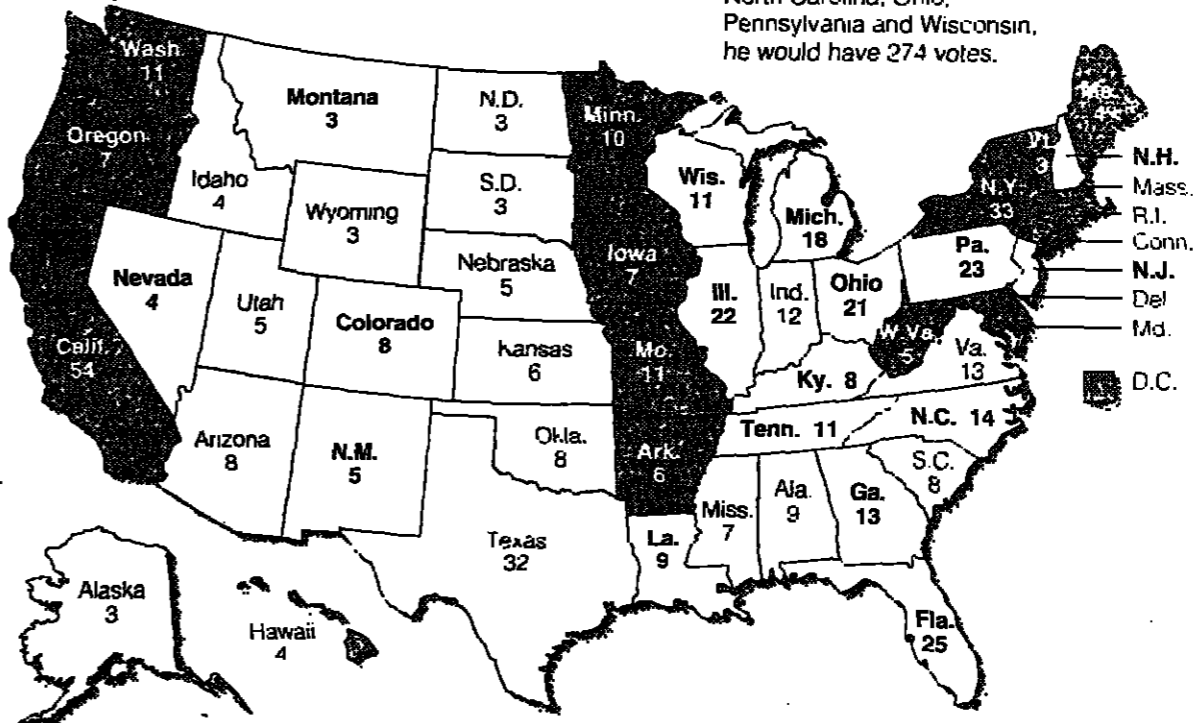 North Carolina, Ohio,
Pennsylvania and Wisconsin,
he would have 274 votes.
Wash.
11
Oregon
7
Calif.
54
Nevada
4
Idaho
4
Montana
3
Wyoming
3
Utah
5
Colorado
8
Arizona
8
N.M.
5
N.D.
3
S.D.
3
Nebraska
5
Kansas
6
Okla.
8
Texas
32
Minn.
10
Iowa
7
Mo.
11
Ark.
6
La.
9
Wis.
11
Mich.
18
Ill.
22
Ind.
12
Ohio
21
Ky. 8
Tenn. 11
Miss.
7
Ala.
9
Ga.
13
Fla.
25
S.C.
8
N.C. 14
Va.
13
W.Va.
5
Pa.
23
N.Y.
33
Vt.
3
Me.
4
N.H.
Mass.
R.I.
Conn.
N.J.
Del
Md.
D.C.
Alaska
3
Hawaii
4